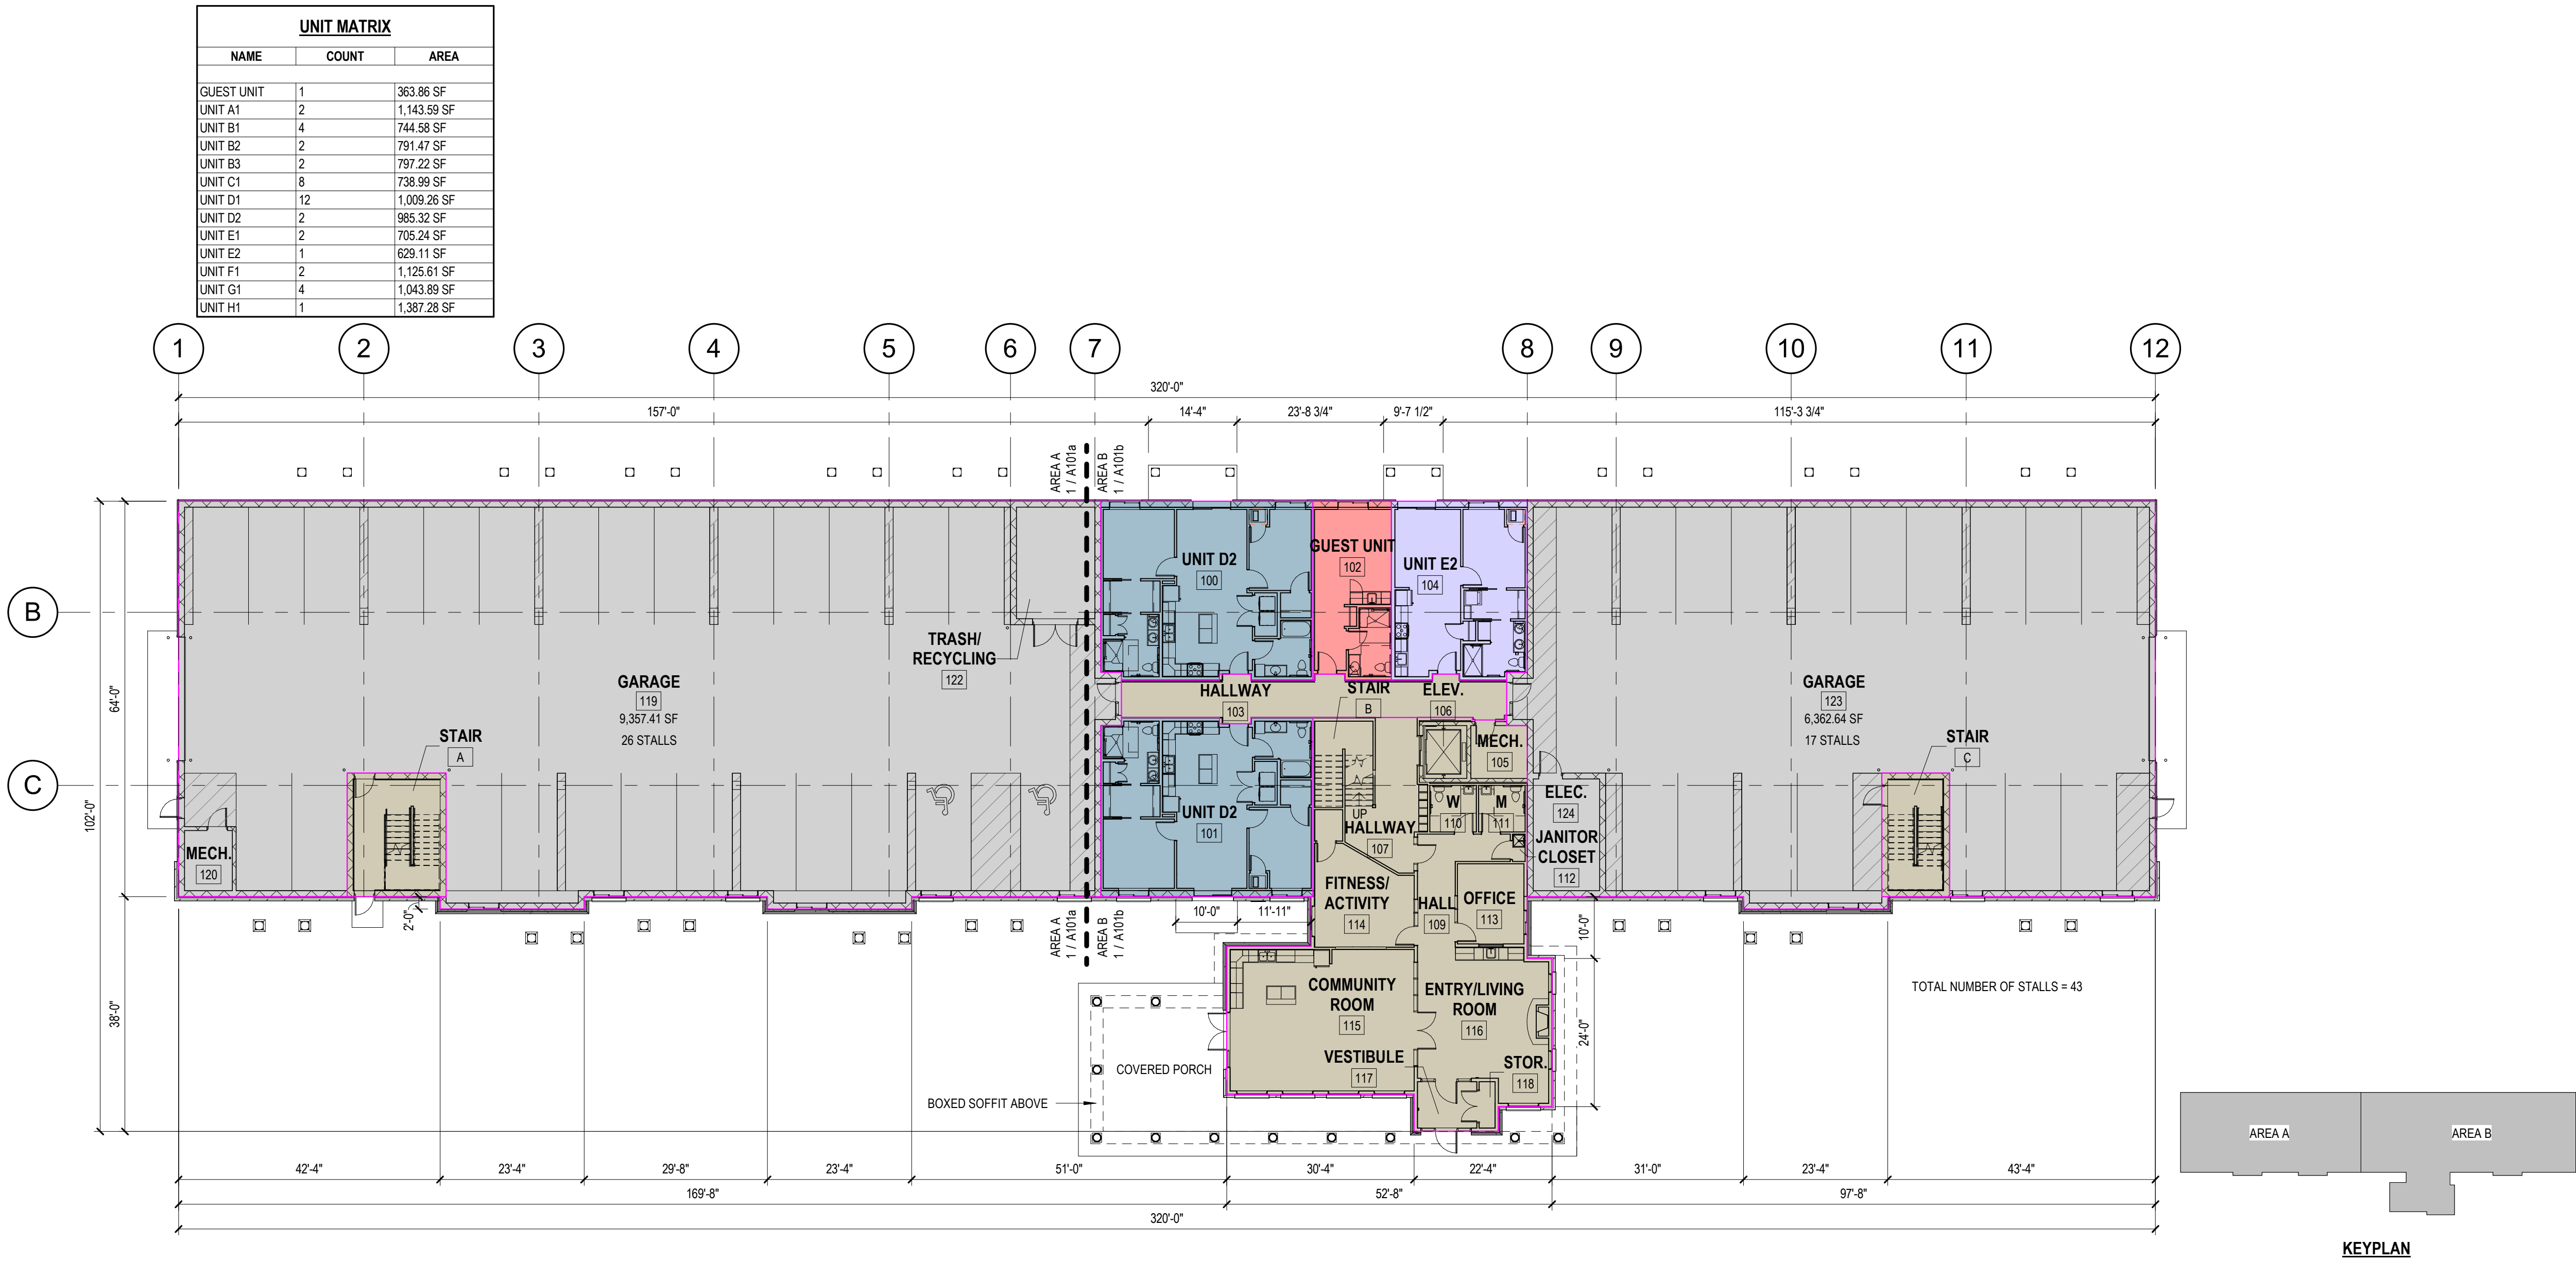 UNIT MATRIX
NAME COUNT AREA
GUEST UNIT 1 363.86 SF
UNIT A1 2 1,143.59 SF
UNIT B1 4 744.58 SF
UNIT B2 2 791.47 SF
UNIT B3 2 797.22 SF
UNIT C1 8 738.99 SF
UNIT D1 12 1,009.26 SF
UNIT D2 2 985.32 SF
UNIT E1 2 705.24 SF
UNIT E2 1 629.11 SF
UNIT F1 2 1,125.61 SF
UNIT G1 4 1,043.89 SF
UNIT H1 1 1,387.28 SF
1 2 3 4 5 6 7 8 9 10 11 12
320'-0"
157'-0" 14'-4" 23'-8 3/4" 9'-7 1/2" 115'-3 3/4"
AREA A
1 / A101a
AREA B
1 / A101b
B
C
102'-0"
64'-0"
38'-0"
TRASH/
RECYCLING
122
GARAGE
119
9,357.41 SF
26 STALLS
STAIR
A
MECH.
120
2'-0"
UNIT D2
100
GUEST UNIT
102
UNIT E2
104
HALLWAY
103
STAIR
B
ELEV.
106
MECH.
105
UNIT D2
101
UP
HALLWAY
107
W
110
M
111
ELEC.
124
JANITOR
CLOSET
112
GARAGE
123
6,362.64 SF
17 STALLS
STAIR
C
FITNESS/
ACTIVITY
114
HALL
109
OFFICE
113
10'-0" 11'-11"
10'-0"
24'-0"
AREA A
1 / A101a
AREA B
1 / A101b
COMMUNITY
ROOM
115
ENTRY/LIVING
ROOM
116
VESTIBULE
117
STOR.
118
COVERED PORCH
BOXED SOFFIT ABOVE
TOTAL NUMBER OF STALLS = 43
42'-4" 23'-4" 29'-8" 23'-4" 51'-0" 30'-4" 22'-4" 31'-0" 23'-4" 43'-4"
169'-8" 52'-8" 97'-8"
320'-0"
AREA A
AREA B
KEYPLAN